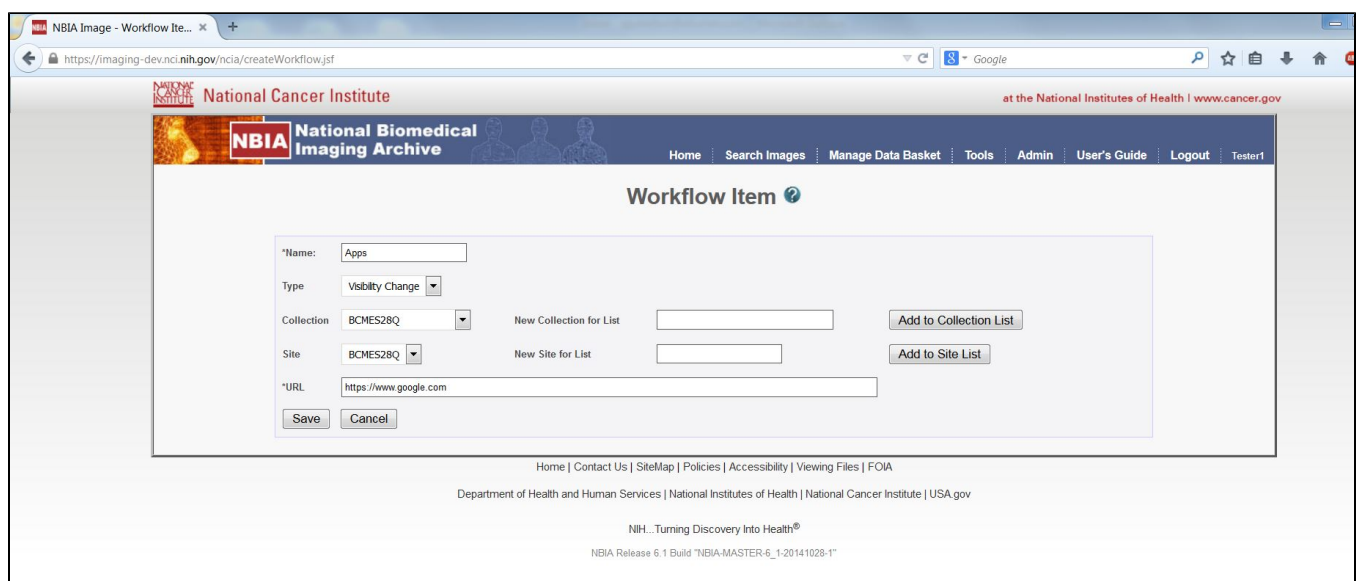 NBIA Image - Workflow Ite... × +
https://imaging-dev.nci.nih.gov/ncia/createWorkflow.jsf
Google
NATIONAL CANCER INSTITUTE
National Cancer Institute
at the National Institutes of Health | www.cancer.gov
NBIA National Biomedical Imaging Archive
Home Search Images Manage Data Basket Tools Admin User's Guide Logout Tester1
Workflow Item ?
*Name: Apps
Type Visibility Change
Collection BCMES28Q New Collection for List Add to Collection List
Site BCMES28Q New Site for List Add to Site List
*URL https://www.google.com
Save Cancel
Home | Contact Us | SiteMap | Policies | Accessibility | Viewing Files | FOIA
Department of Health and Human Services | National Institutes of Health | National Cancer Institute | USA.gov
NIH...Turning Discovery Into Health®
NBIA Release 6.1 Build "NBIA-MASTER-6_1-20141028-1"